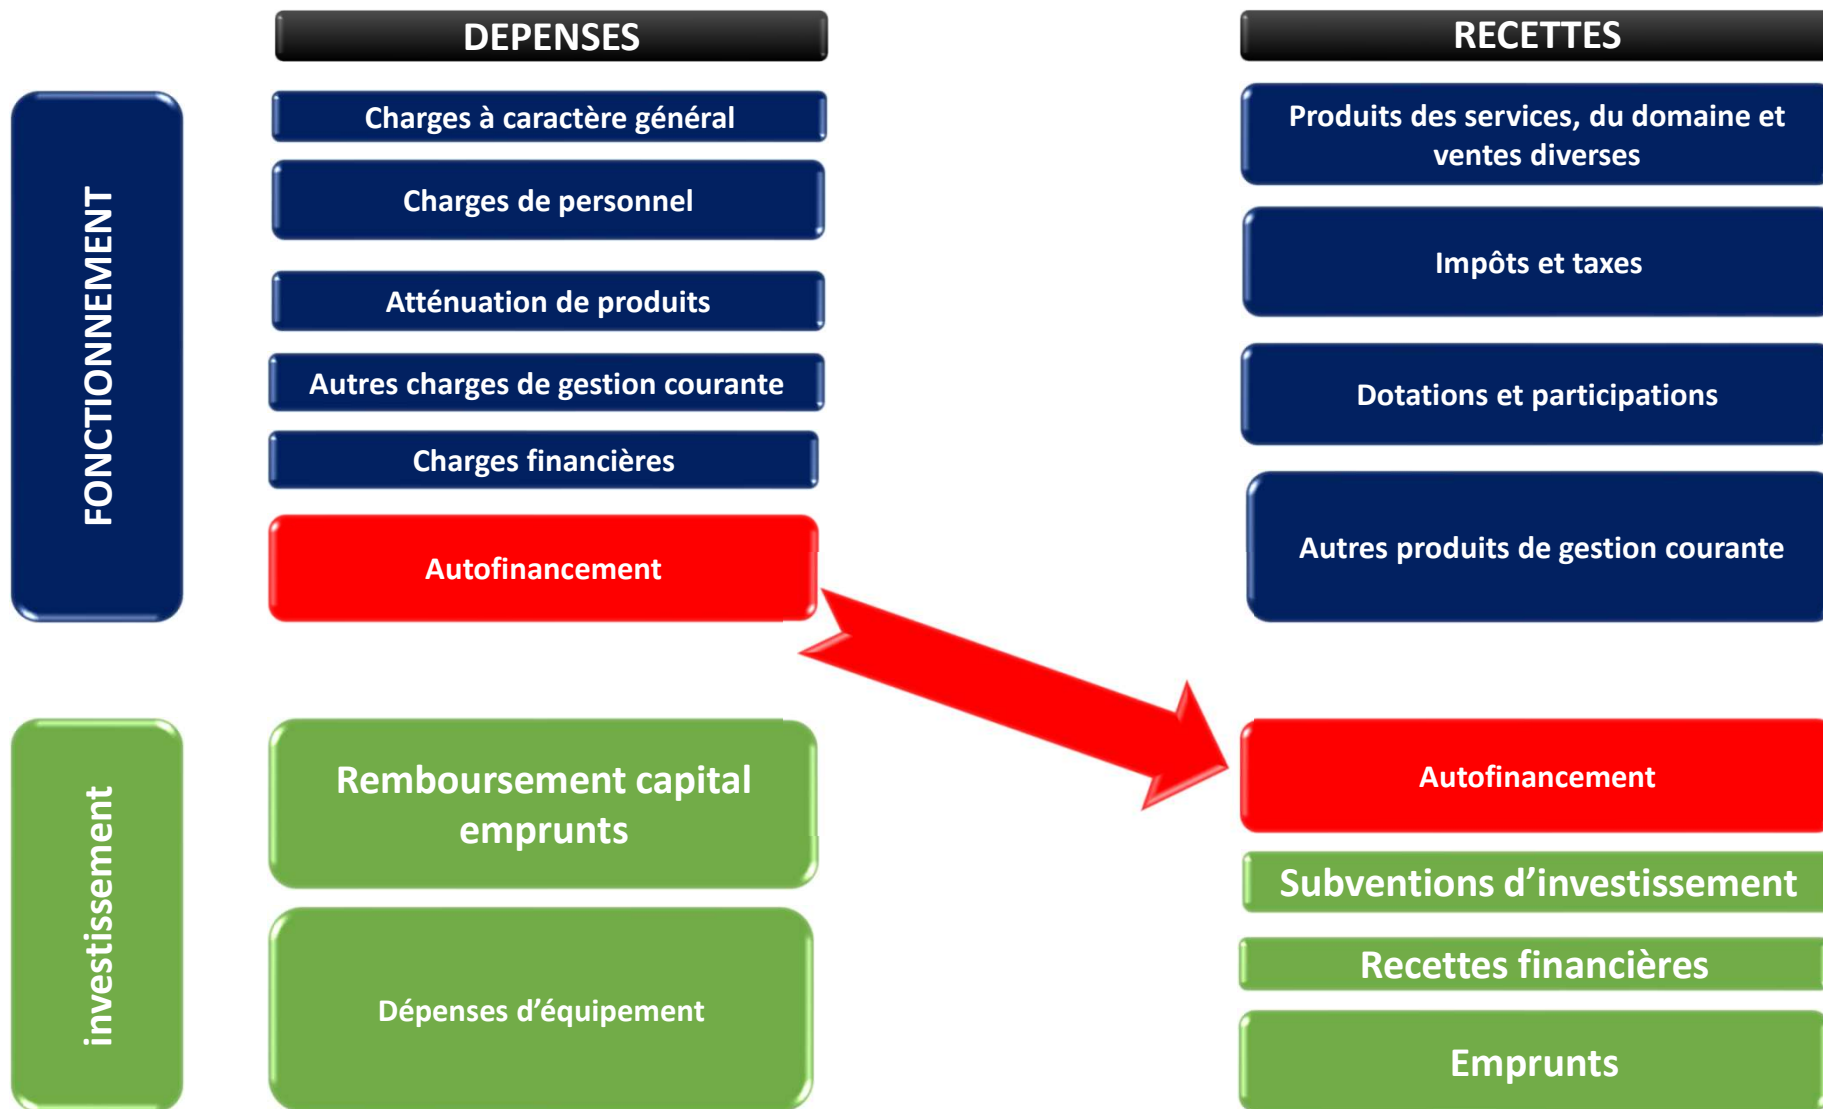 DEPENSES
RECETTES
FONCTIONNEMENT
Charges à caractère général
Charges de personnel
Atténuation de produits
Autres charges de gestion courante
Charges financières
Autofinancement
Produits des services, du domaine et
ventes diverses
Impôts et taxes
Dotations et participations
Autres produits de gestion courante
investissement
Remboursement capital
emprunts
Dépenses d’équipement
Autofinancement
Subventions d’investissement
Recettes financières
Emprunts